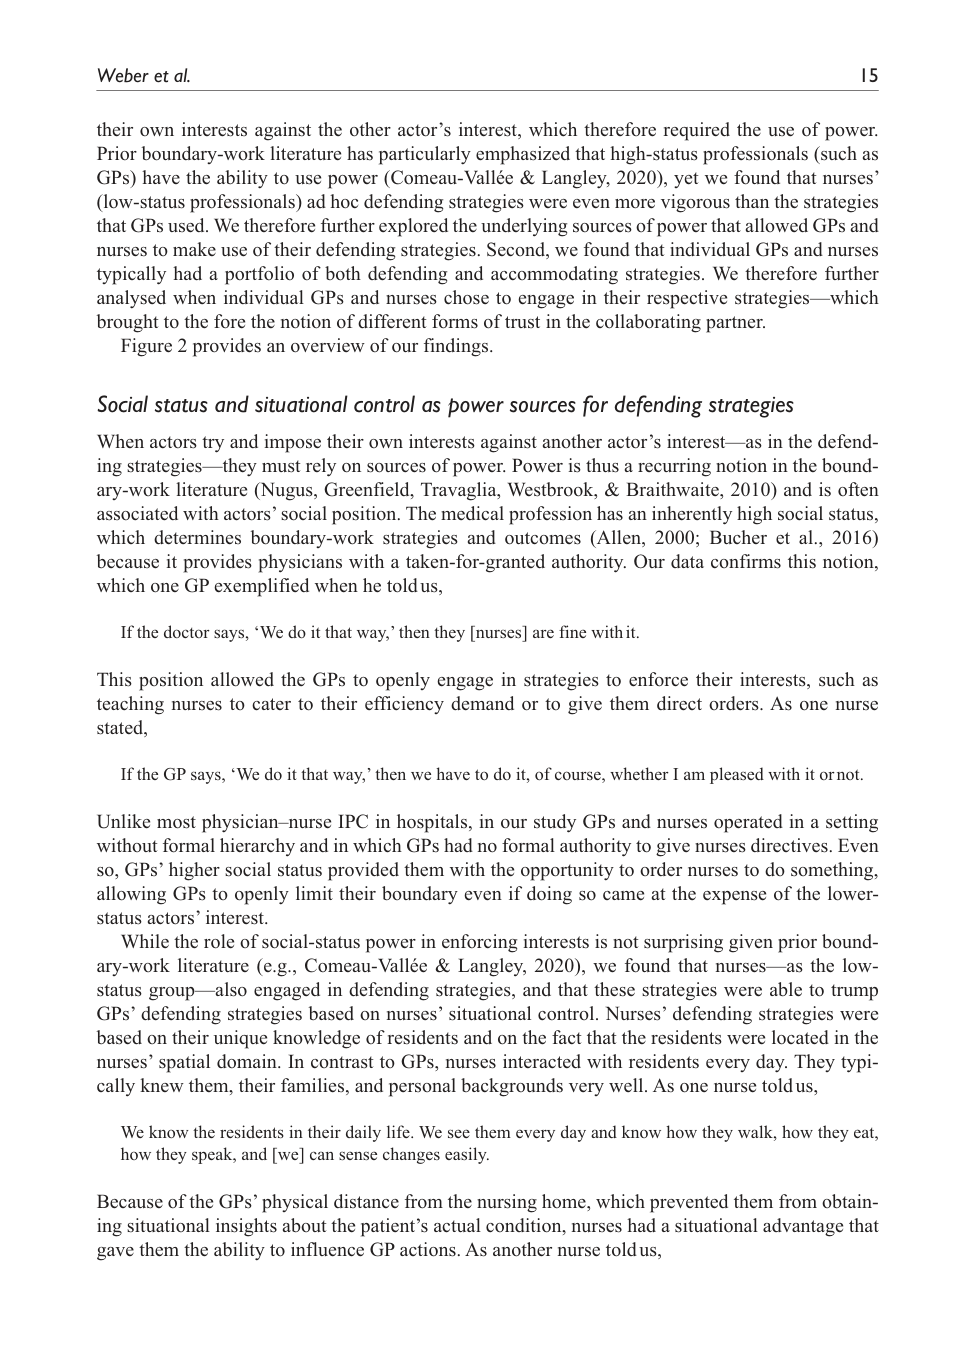 Weber et al. 15
their own interests against the other actor’s interest, which therefore required the use of power.
Prior boundary-work literature has particularly emphasized that high-status professionals (such as
GPs) have the ability to use power (Comeau-Vallée & Langley, 2020), yet we found that nurses’
(low-status professionals) ad hoc defending strategies were even more vigorous than the strategies
that GPs used. We therefore further explored the underlying sources of power that allowed GPs and
nurses to make use of their defending strategies. Second, we found that individual GPs and nurses
typically had a portfolio of both defending and accommodating strategies. We therefore further
analysed when individual GPs and nurses chose to engage in their respective strategies—which
brought to the fore the notion of different forms of trust in the collaborating partner.
Figure 2 provides an overview of our findings.
Social status and situational control as power sources for defending strategies
When actors try and impose their own interests against another actor’s interest—as in the defend-
ing strategies—they must rely on sources of power. Power is thus a recurring notion in the bound-
ary-work literature (Nugus, Greenfield, Travaglia, Westbrook, & Braithwaite, 2010) and is often
associated with actors’ social position. The medical profession has an inherently high social status,
which determines boundary-work strategies and outcomes (Allen, 2000; Bucher et al., 2016)
because it provides physicians with a taken-for-granted authority. Our data confirms this notion,
which one GP exemplified when he told us,
If the doctor says, ‘We do it that way,’ then they [nurses] are fine with it.
This position allowed the GPs to openly engage in strategies to enforce their interests, such as
teaching nurses to cater to their efficiency demand or to give them direct orders. As one nurse
stated,
If the GP says, ‘We do it that way,’ then we have to do it, of course, whether I am pleased with it or not.
Unlike most physician–nurse IPC in hospitals, in our study GPs and nurses operated in a setting
without formal hierarchy and in which GPs had no formal authority to give nurses directives. Even
so, GPs’ higher social status provided them with the opportunity to order nurses to do something,
allowing GPs to openly limit their boundary even if doing so came at the expense of the lower-
status actors’ interest.
While the role of social-status power in enforcing interests is not surprising given prior bound-
ary-work literature (e.g., Comeau-Vallée & Langley, 2020), we found that nurses—as the low-
status group—also engaged in defending strategies, and that these strategies were able to trump
GPs’ defending strategies based on nurses’ situational control. Nurses’ defending strategies were
based on their unique knowledge of residents and on the fact that the residents were located in the
nurses’ spatial domain. In contrast to GPs, nurses interacted with residents every day. They typi-
cally knew them, their families, and personal backgrounds very well. As one nurse told us,
We know the residents in their daily life. We see them every day and know how they walk, how they eat,
how they speak, and [we] can sense changes easily.
Because of the GPs’ physical distance from the nursing home, which prevented them from obtain-
ing situational insights about the patient’s actual condition, nurses had a situational advantage that
gave them the ability to influence GP actions. As another nurse told us,